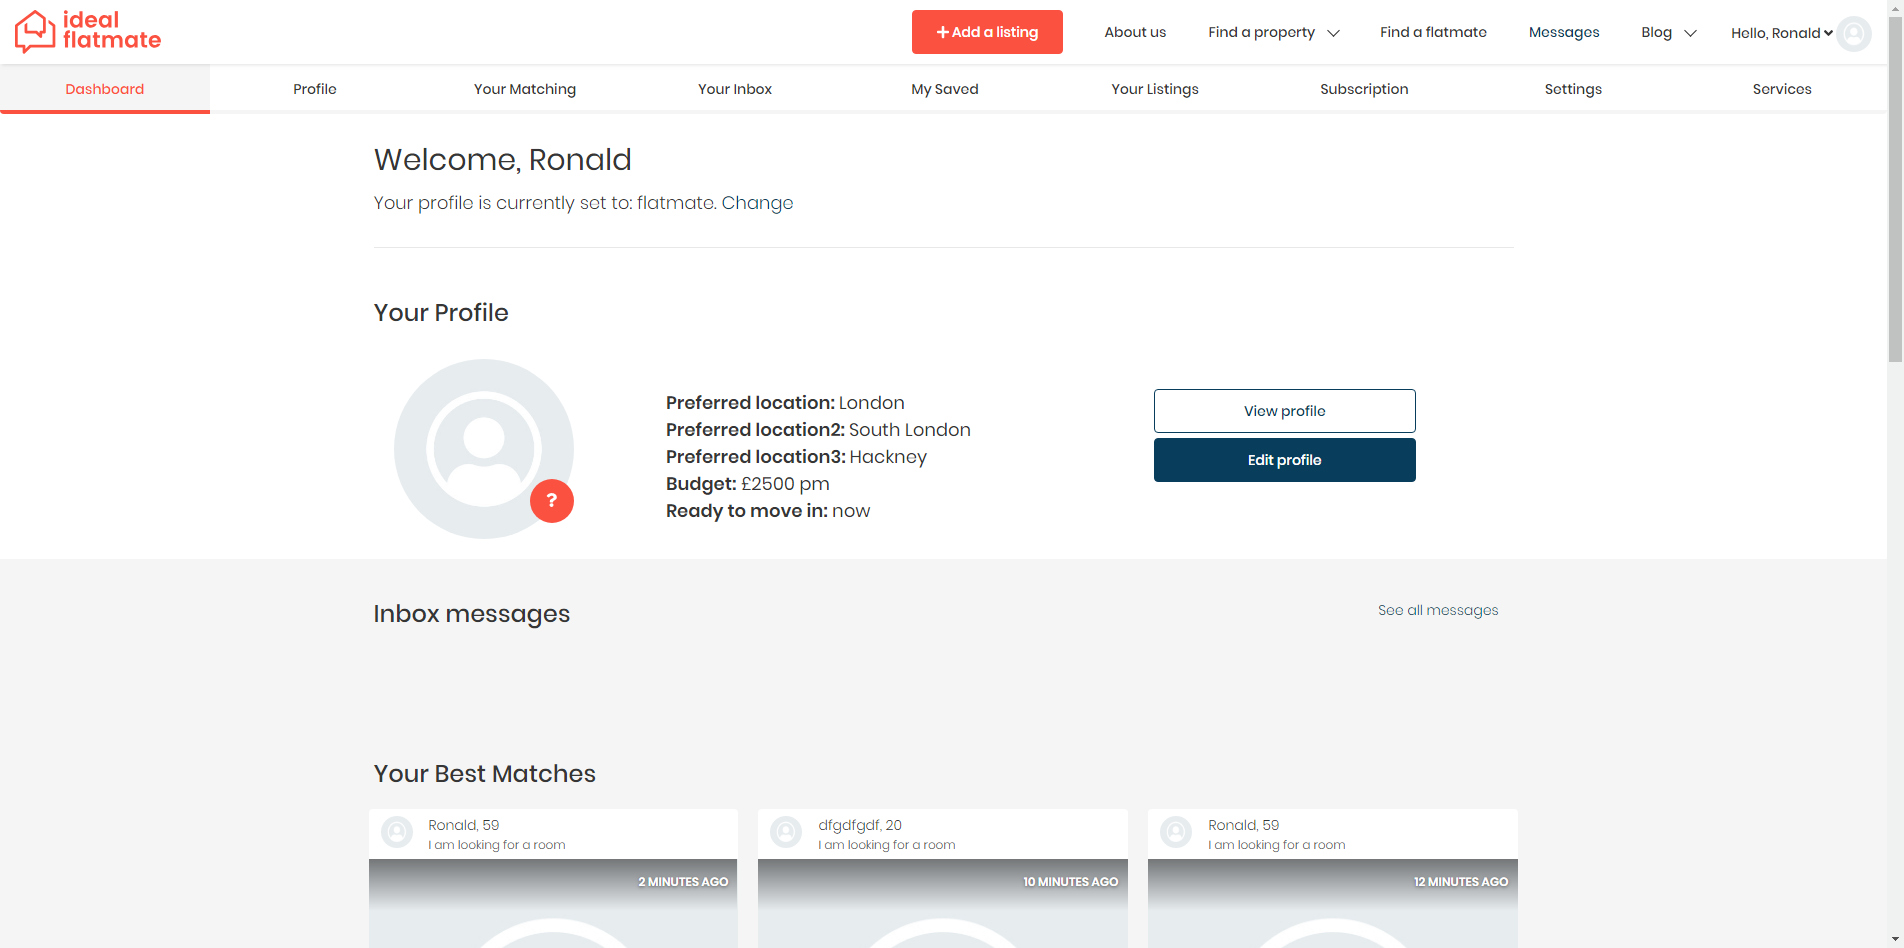 ideal
flatmate
+ Add a listing
About us
Find a property
Find a flatmate
Messages
Blog
Hello, Ronald
Dashboard
Profile
Your Matching
Your Inbox
My Saved
Your Listings
Subscription
Settings
Services
Welcome, Ronald
Your profile is currently set to: flatmate. Change
Your Profile
?
Preferred location: London
Preferred location2: South London
Preferred location3: Hackney
Budget: £2500 pm
Ready to move in: now
View profile
Edit profile
Inbox messages
See all messages
Your Best Matches
Ronald, 59
I am looking for a room
2 MINUTES AGO
dfgdfgdf, 20
I am looking for a room
10 MINUTES AGO
Ronald, 59
I am looking for a room
12 MINUTES AGO